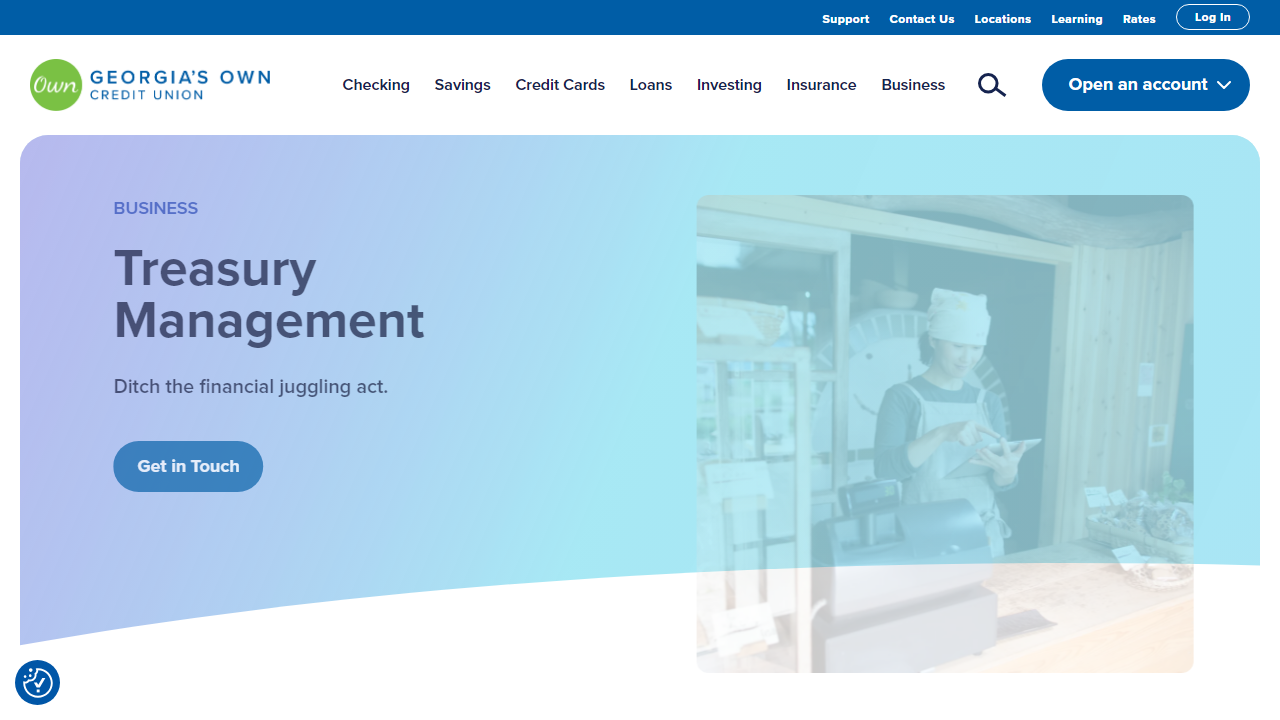 Support Contact Us Locations Learning Rates Log In
Own GEORGIA'S OWN
CREDIT UNION
Checking Savings Credit Cards Loans Investing Insurance Business Open an account
BUSINESS
Treasury
Management
Ditch the financial juggling act.
Get in Touch